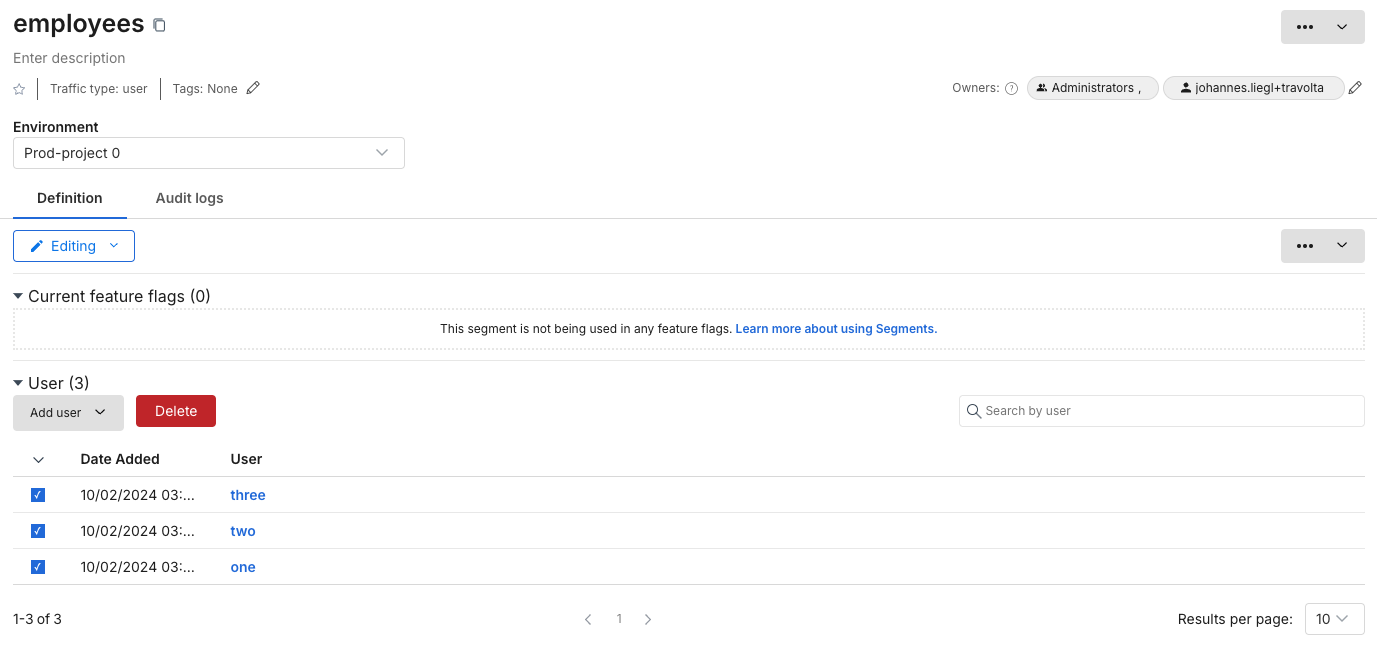 employees
Enter description
Traffic type: user Tags: None Owners: ? Administrators , johannes.liegl+travolta
Environment
Prod-project 0
Definition Audit logs
Editing
Current feature flags (0)
This segment is not being used in any feature flags. Learn more about using Segments.
User (3)
Add user Delete Search by user
Date Added User
10/02/2024 03:... three
10/02/2024 03:... two
10/02/2024 03:... one
1-3 of 3 1 Results per page: 10